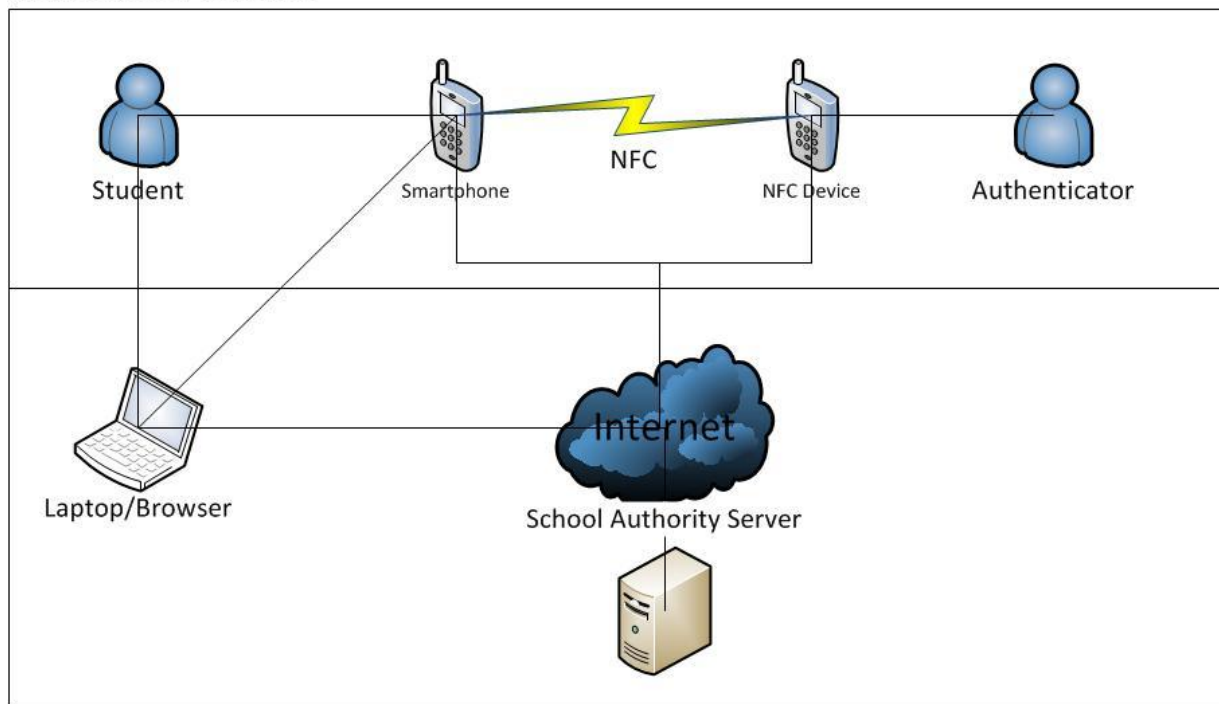 NFC
Student
Smartphone
NFC Device
Authenticator
Internet
Laptop/Browser
School Authority Server